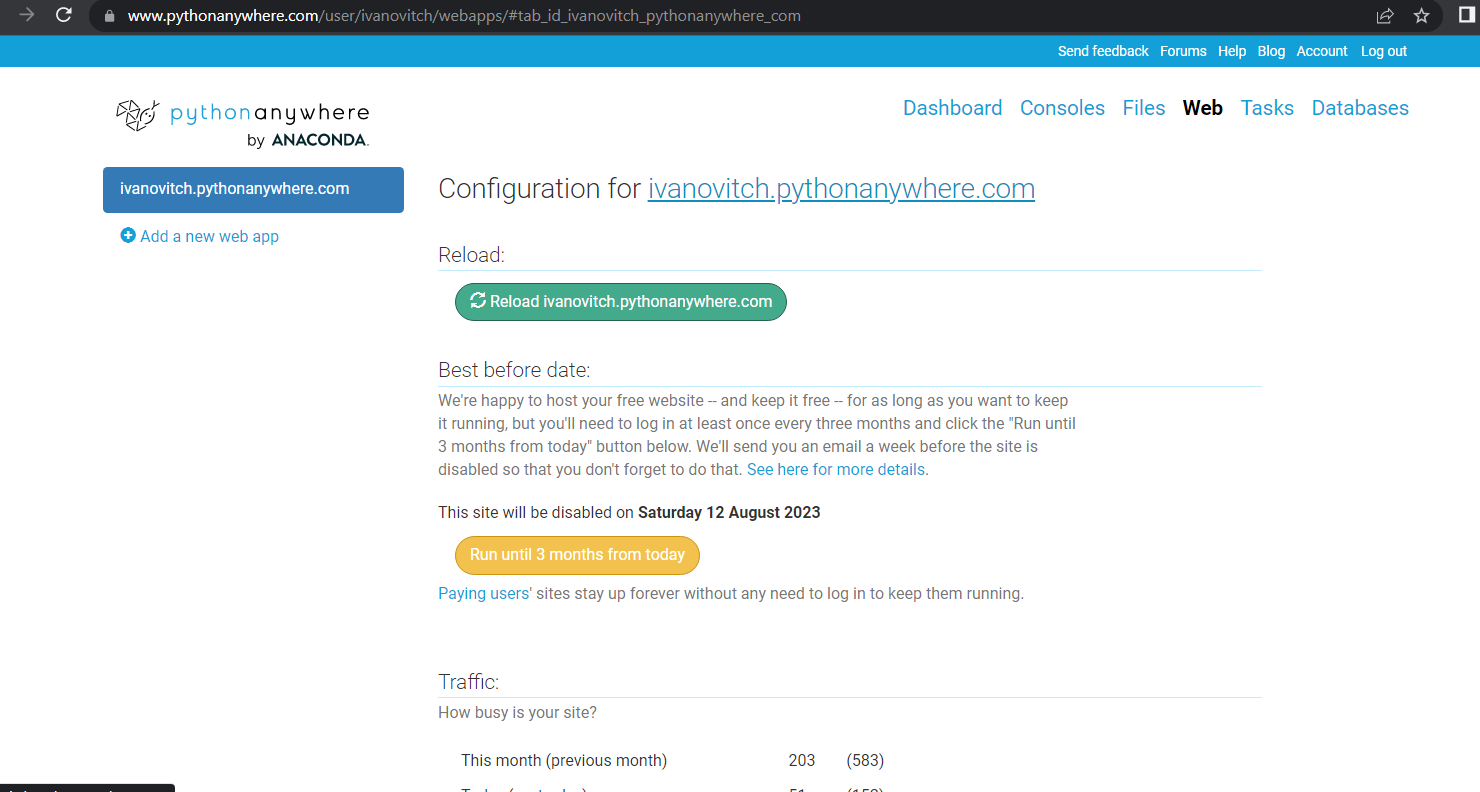 www.pythonanywhere.com/user/ivanovitch/webapps/#tab_id_ivanovitch_pythonanywhere_com
Send feedback Forums Help Blog Account Log out
pythonanywhere
by ANACONDA.
Dashboard Consoles Files Web Tasks Databases
ivanovitch.pythonanywhere.com
Add a new web app
Configuration for ivanovitch.pythonanywhere.com
Reload:
Reload ivanovitch.pythonanywhere.com
Best before date:
We're happy to host your free website -- and keep it free -- for as long as you want to keep
it running, but you'll need to log in at least once every three months and click the "Run until
3 months from today" button below. We'll send you an email a week before the site is
disabled so that you don't forget to do that. See here for more details.
This site will be disabled on Saturday 12 August 2023
Run until 3 months from today
Paying users' sites stay up forever without any need to log in to keep them running.
Traffic:
How busy is your site?
This month (previous month) 203 (583)